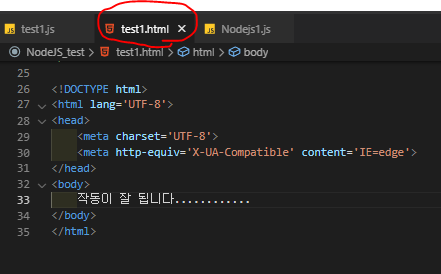 test1.js test1.html × Nodejs1.js
NodeJS_test > test1.html > html > body
25
26 <!DOCTYPE html>
27 <html lang='UTF-8'>
28 <head>
29 <meta charset='UTF-8'>
30 <meta http-equiv='X-UA-Compatible' content='IE=edge'>
31 </head>
32 <body>
33 작동이 잘 됩니다............
34 </body>
35 </html>